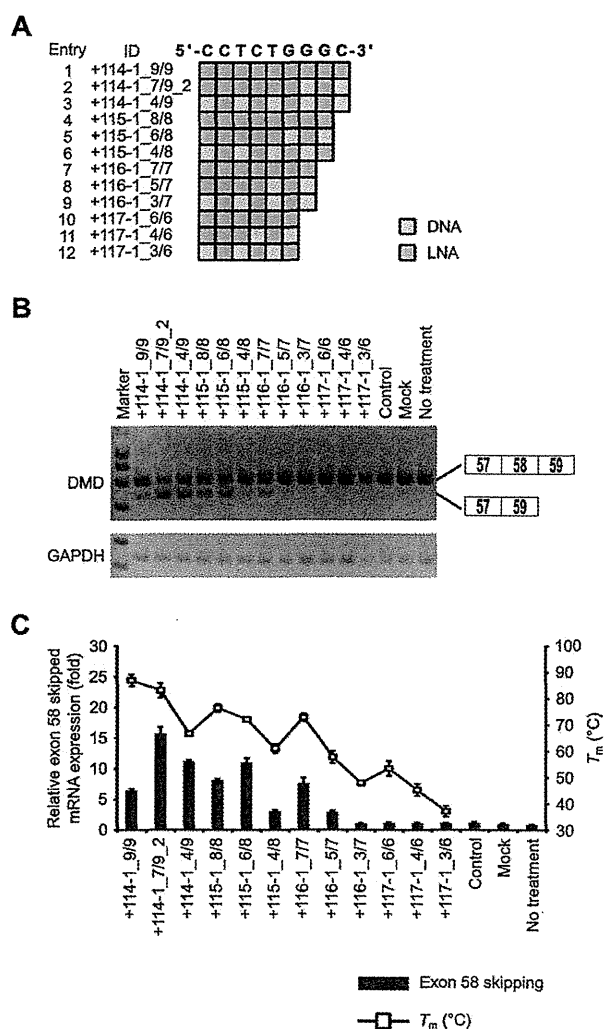 A
Entry ID 5'-C C T C T G G G C-3'
1 +114-1_9/9
2 +114-1_7/9_2
3 +114-1_4/9
4 +115-1_8/8
5 +115-1_6/8
6 +115-1_4/8
7 +116-1_7/7
8 +116-1_5/7
9 +116-1_3/7
10 +117-1_6/6
11 +117-1_4/6
12 +117-1_3/6
DNA
LNA
B
Marker
+114-1_9/9
+114-1_7/9_2
+114-1_4/9
+115-1_8/8
+115-1_6/8
+115-1_4/8
+116-1_7/7
+116-1_5/7
+116-1_3/7
+117-1_6/6
+117-1_4/6
+117-1_3/6
Control
Mock
No treatment
DMD
57 58 59
57 59
GAPDH
C
Relative exon 58 skipped
mRNA expression (fold)
30
25
20
15
10
5
0
100
90
80
70
60
50
40
30
Tm (°C)
+114-1_9/9
+114-1_7/9_2
+114-1_4/9
+115-1_8/8
+115-1_6/8
+115-1_4/8
+116-1_7/7
+116-1_5/7
+116-1_3/7
+117-1_6/6
+117-1_4/6
+117-1_3/6
Control
Mock
No treatment
Exon 58 skipping
Tm (°C)